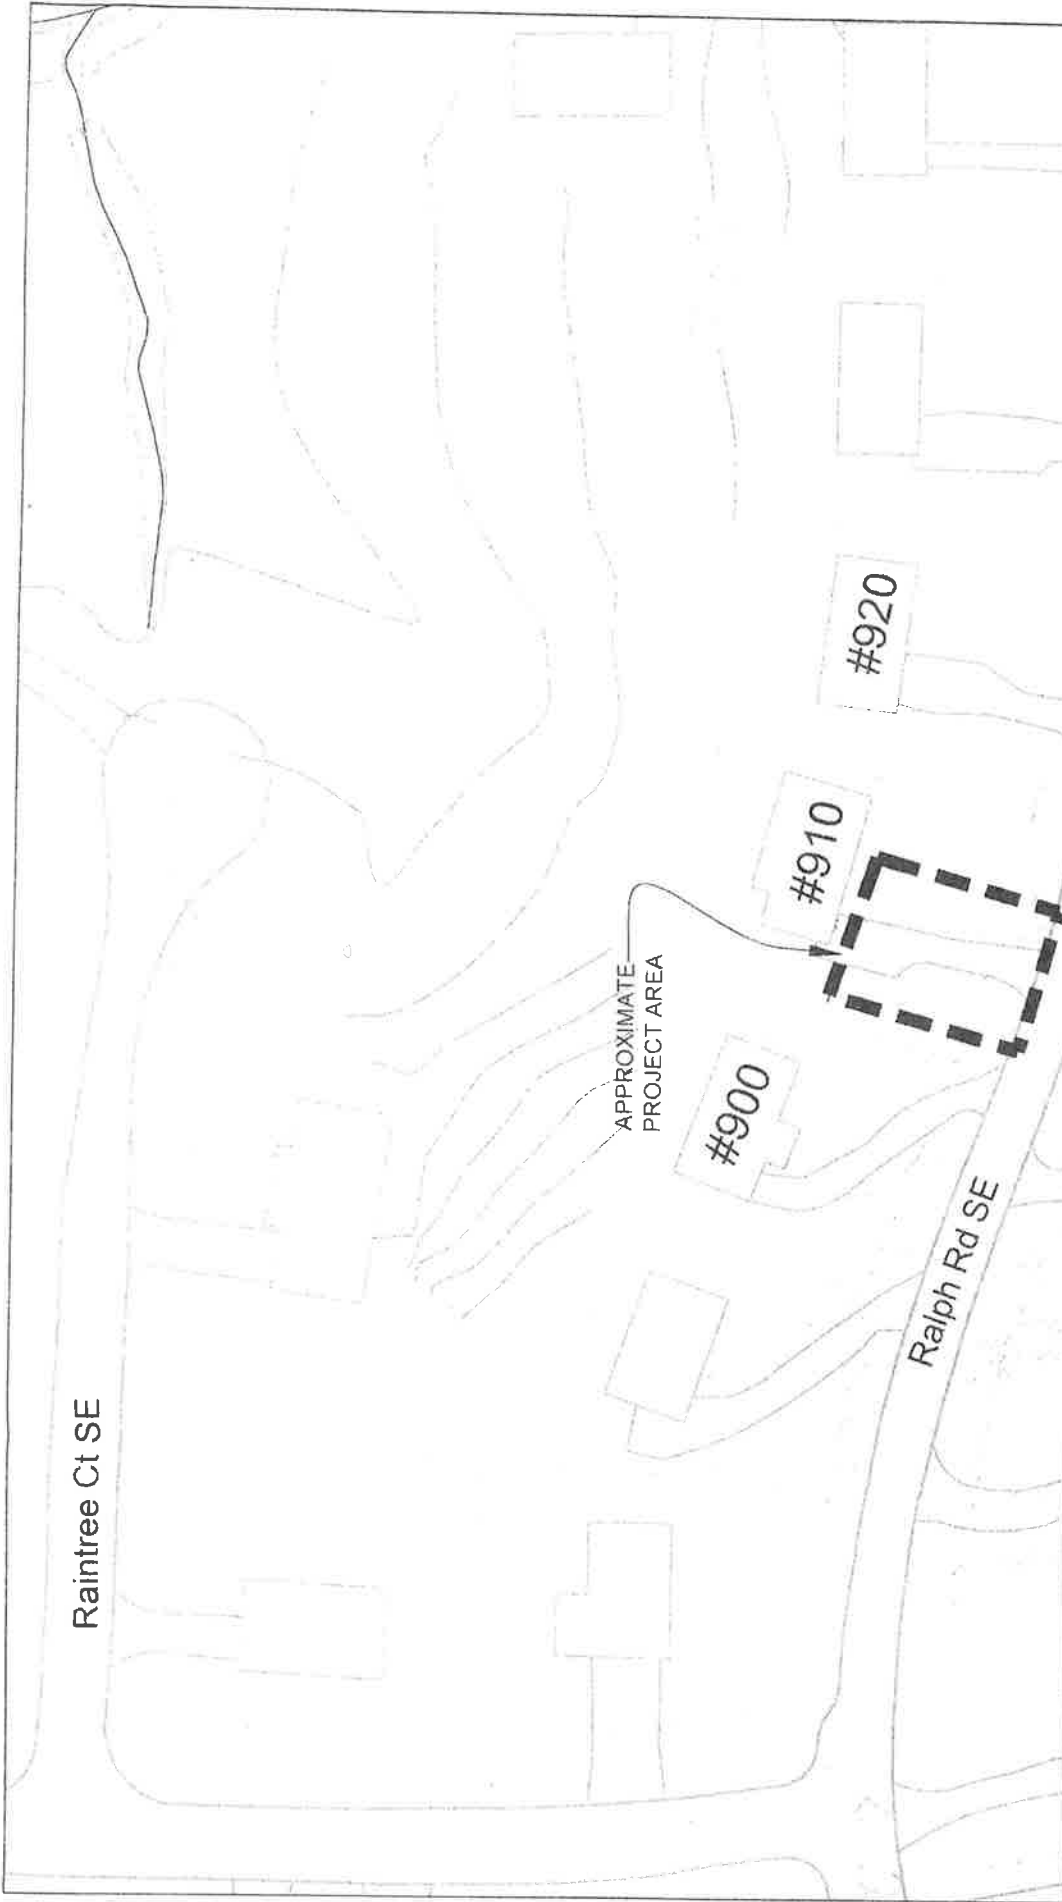 Raintree Ct SE
#920
#910
APPROXIMATE
PROJECT AREA
#900
Ralph Rd SE